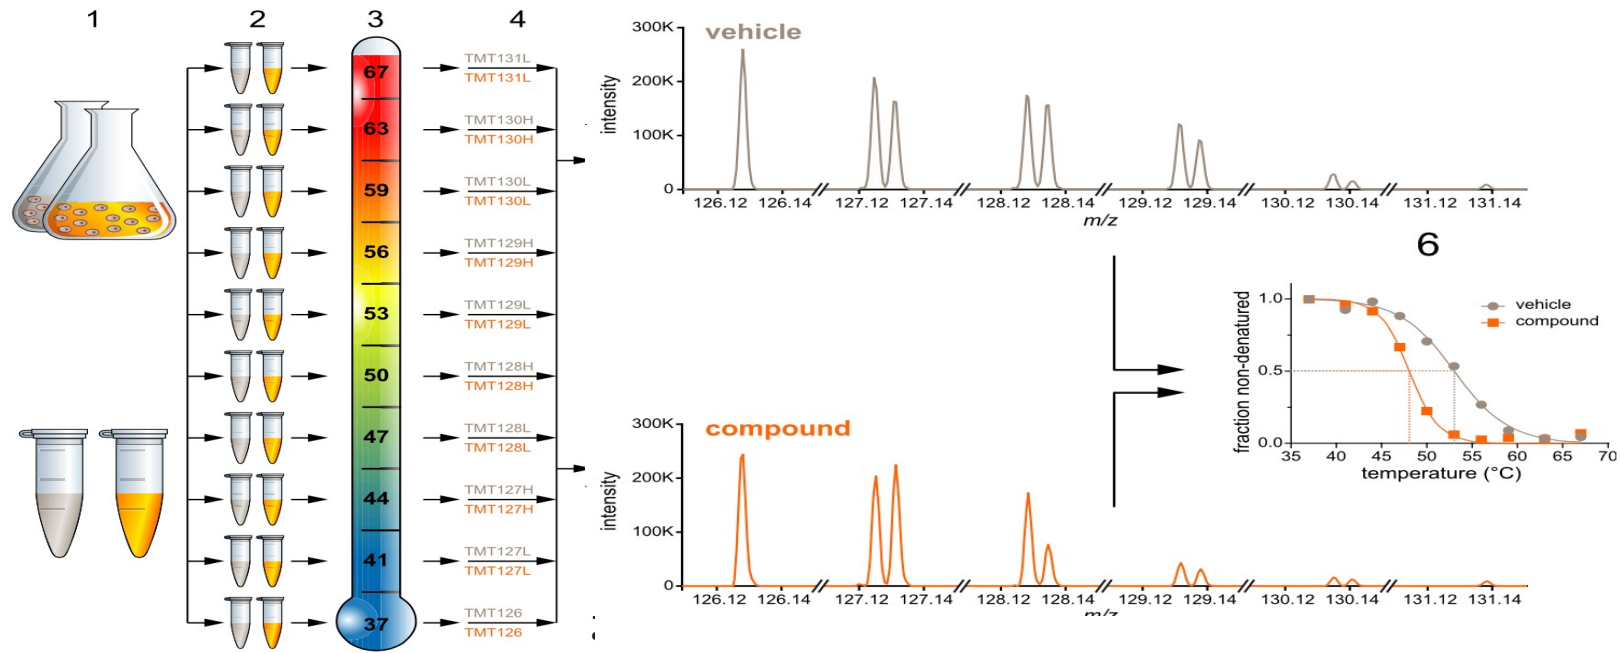 1
2
3
4
67
TMT131L
TMT131L
63
TMT130H
TMT130H
59
TMT130L
TMT130L
56
TMT129H
TMT129H
53
TMT129L
TMT129L
50
TMT128H
TMT128H
47
TMT128L
TMT128L
44
TMT127H
TMT127H
41
TMT127L
TMT127L
37
TMT126
TMT126
vehicle
intensity
300K
200K
100K
0
126.12 126.14 127.12 127.14 128.12 128.14 129.12 129.14 130.12 130.14 131.12 131.14
m/z
6
fraction non-denatured
1.0
0.5
0.0
vehicle
compound
35 40 45 50 55 60 65 70
temperature (°C)
compound
intensity
300K
200K
100K
0
126.12 126.14 127.12 127.14 128.12 128.14 129.12 129.14 130.12 130.14 131.12 131.14
m/z